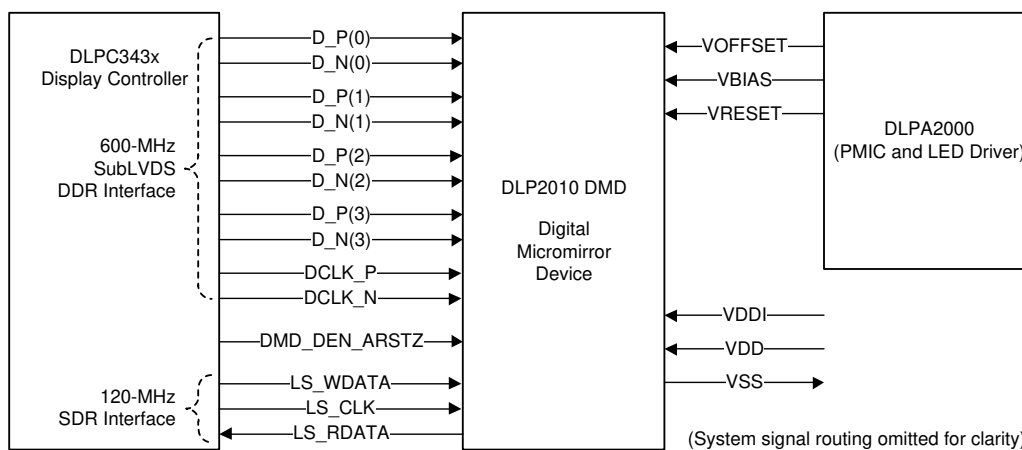 DLPC343x
Display Controller
600-MHz
SubLVDS
DDR Interface
120-MHz
SDR Interface
D_P(0)
D_N(0)
D_P(1)
D_N(1)
D_P(2)
D_N(2)
D_P(3)
D_N(3)
DCLK_P
DCLK_N
DMD_DEN_ARSTZ
LS_WDATA
LS_CLK
LS_RDATA
DLP2010 DMD
Digital
Micromirror
Device
VOFFSET
VBIAS
VRESET
DLPA2000
(PMIC and LED Driver)
VDDI
VDD
VSS
(System signal routing omitted for clarity)